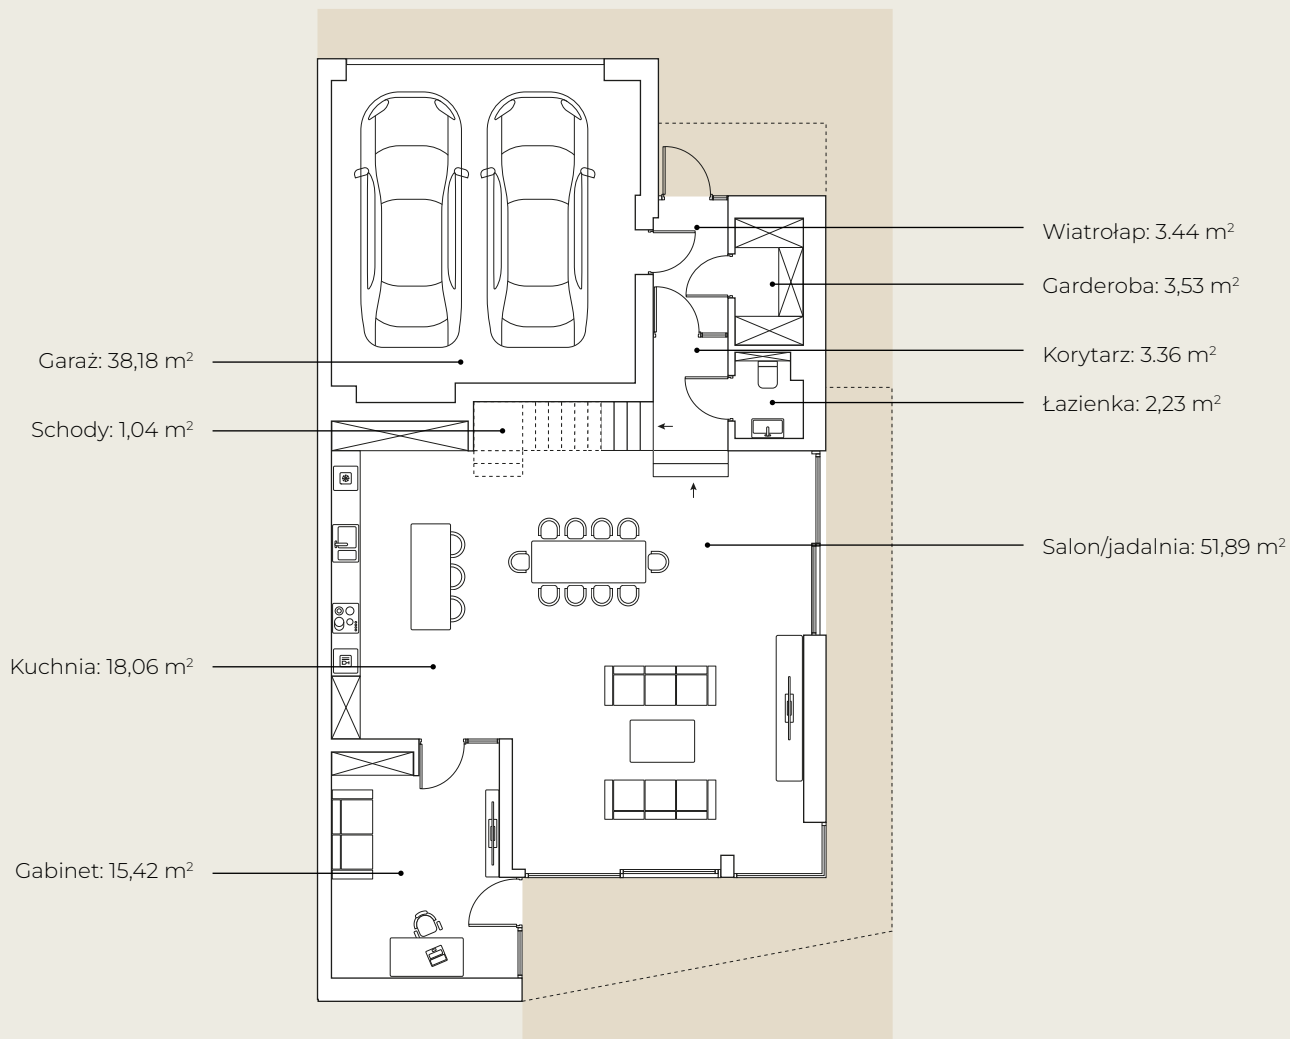 Wiatrołap: 3.44 m²
Garderoba: 3,53 m²
Garaż: 38,18 m²
Korytarz: 3.36 m²
Łazienka: 2,23 m²
Schody: 1,04 m²
Salon/jadalnia: 51,89 m²
Kuchnia: 18,06 m²
Gabinet: 15,42 m²